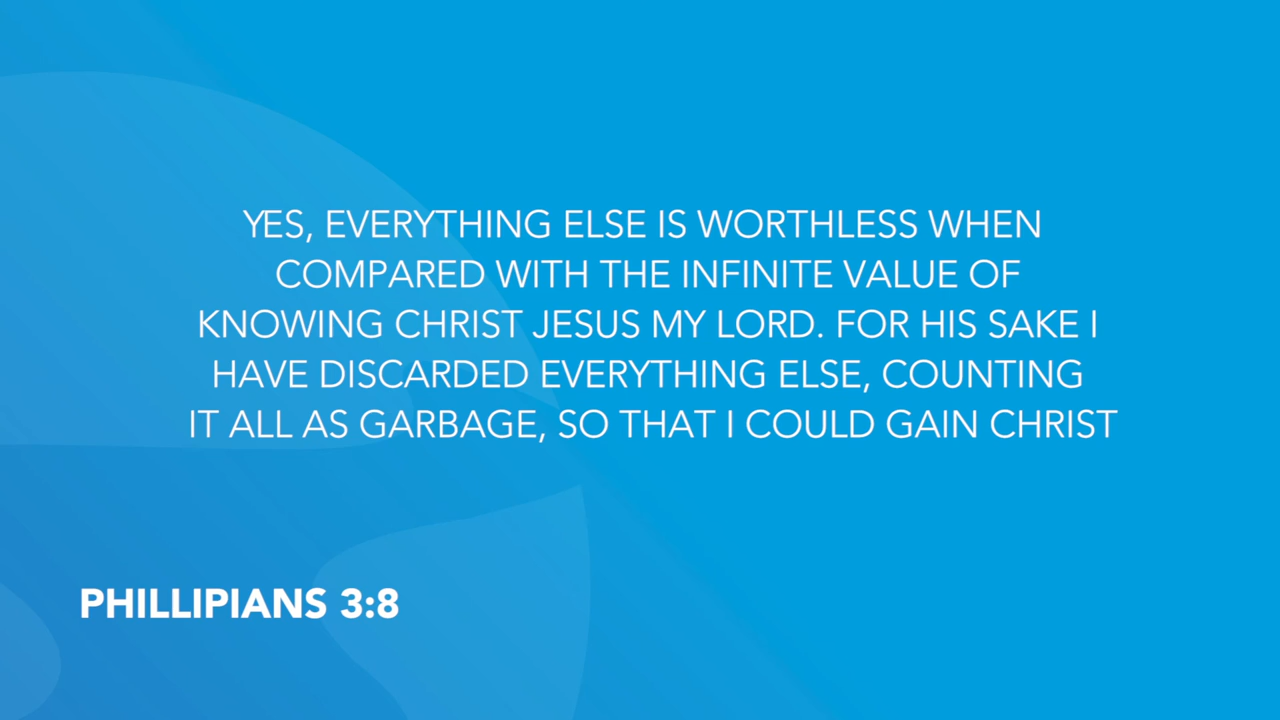 YES, EVERYTHING ELSE IS WORTHLESS WHEN
COMPARED WITH THE INFINITE VALUE OF
KNOWING CHRIST JESUS MY LORD. FOR HIS SAKE I
HAVE DISCARDED EVERYTHING ELSE, COUNTING
IT ALL AS GARBAGE, SO THAT I COULD GAIN CHRIST
PHILLIPIANS 3:8